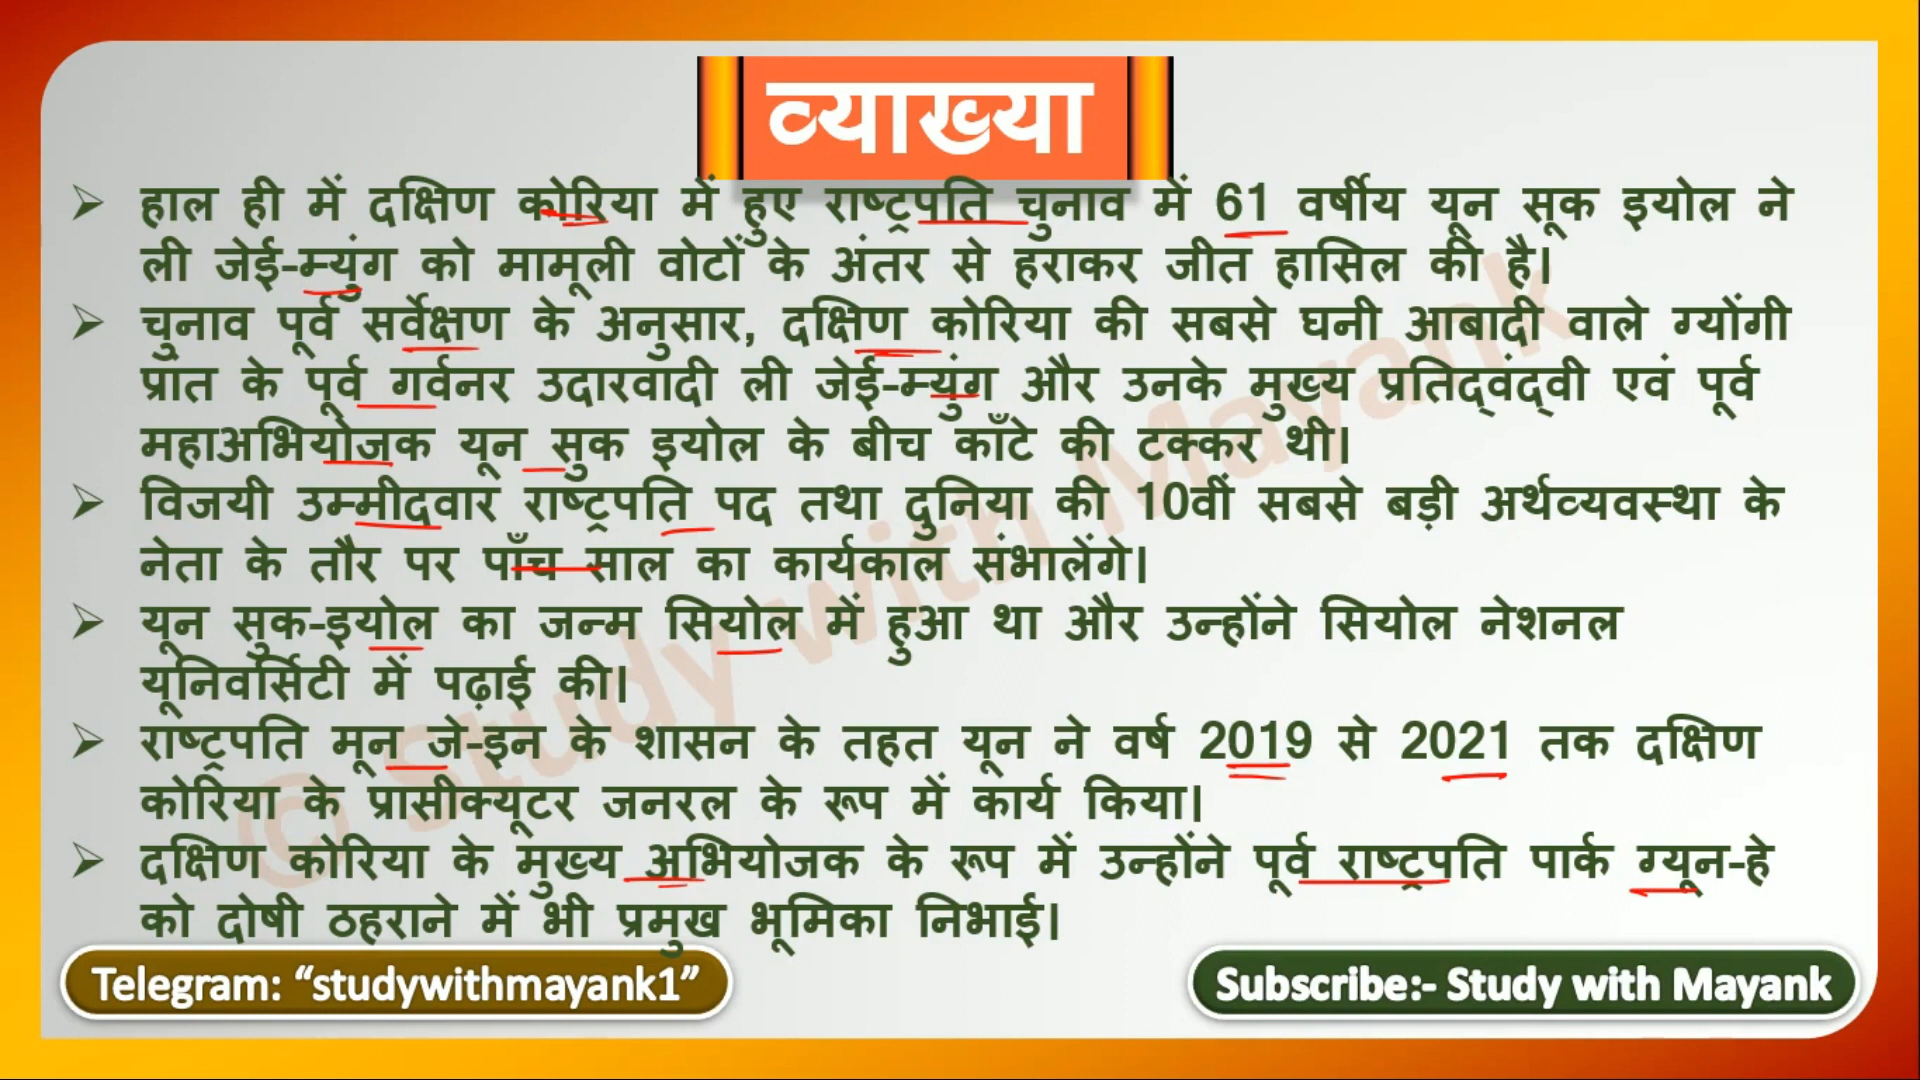 व्याख्या
➢ हाल ही में दक्षिण कोरिया में हुए राष्ट्रपति चुनाव में 61 वर्षीय यून सूक इयोल ने
ली जेई-म्युंग को मामूली वोटों के अंतर से हराकर जीत हासिल की है।
➢ चुनाव पूर्व सर्वेक्षण के अनुसार, दक्षिण कोरिया की सबसे घनी आबादी वाले ग्योंगी
प्रांत के पूर्व गर्वनर उदारवादी ली जेई-म्युंग और उनके मुख्य प्रतिद्वंद्वी एवं पूर्व
महाअभियोजक यून सुक इयोल के बीच काँटे की टक्कर थी।
➢ विजयी उम्मीदवार राष्ट्रपति पद तथा दुनिया की 10वीं सबसे बड़ी अर्थव्यवस्था के
नेता के तौर पर पाँच साल का कार्यकाल संभालेंगे।
➢ यून सुक-इयोल का जन्म सियोल में हुआ था और उन्होंने सियोल नेशनल
यूनिवर्सिटी में पढ़ाई की।
➢ राष्ट्रपति मून जे-इन के शासन के तहत यून ने वर्ष 2019 से 2021 तक दक्षिण
कोरिया के प्रासीक्यूटर जनरल के रूप में कार्य किया।
➢ दक्षिण कोरिया के मुख्य अभियोजक के रूप में उन्होंने पूर्व राष्ट्रपति पार्क ग्यून-हे
को दोषी ठहराने में भी प्रमुख भूमिका निभाई।
© Study with Mayank
Telegram: “studywithmayank1”
Subscribe:- Study with Mayank